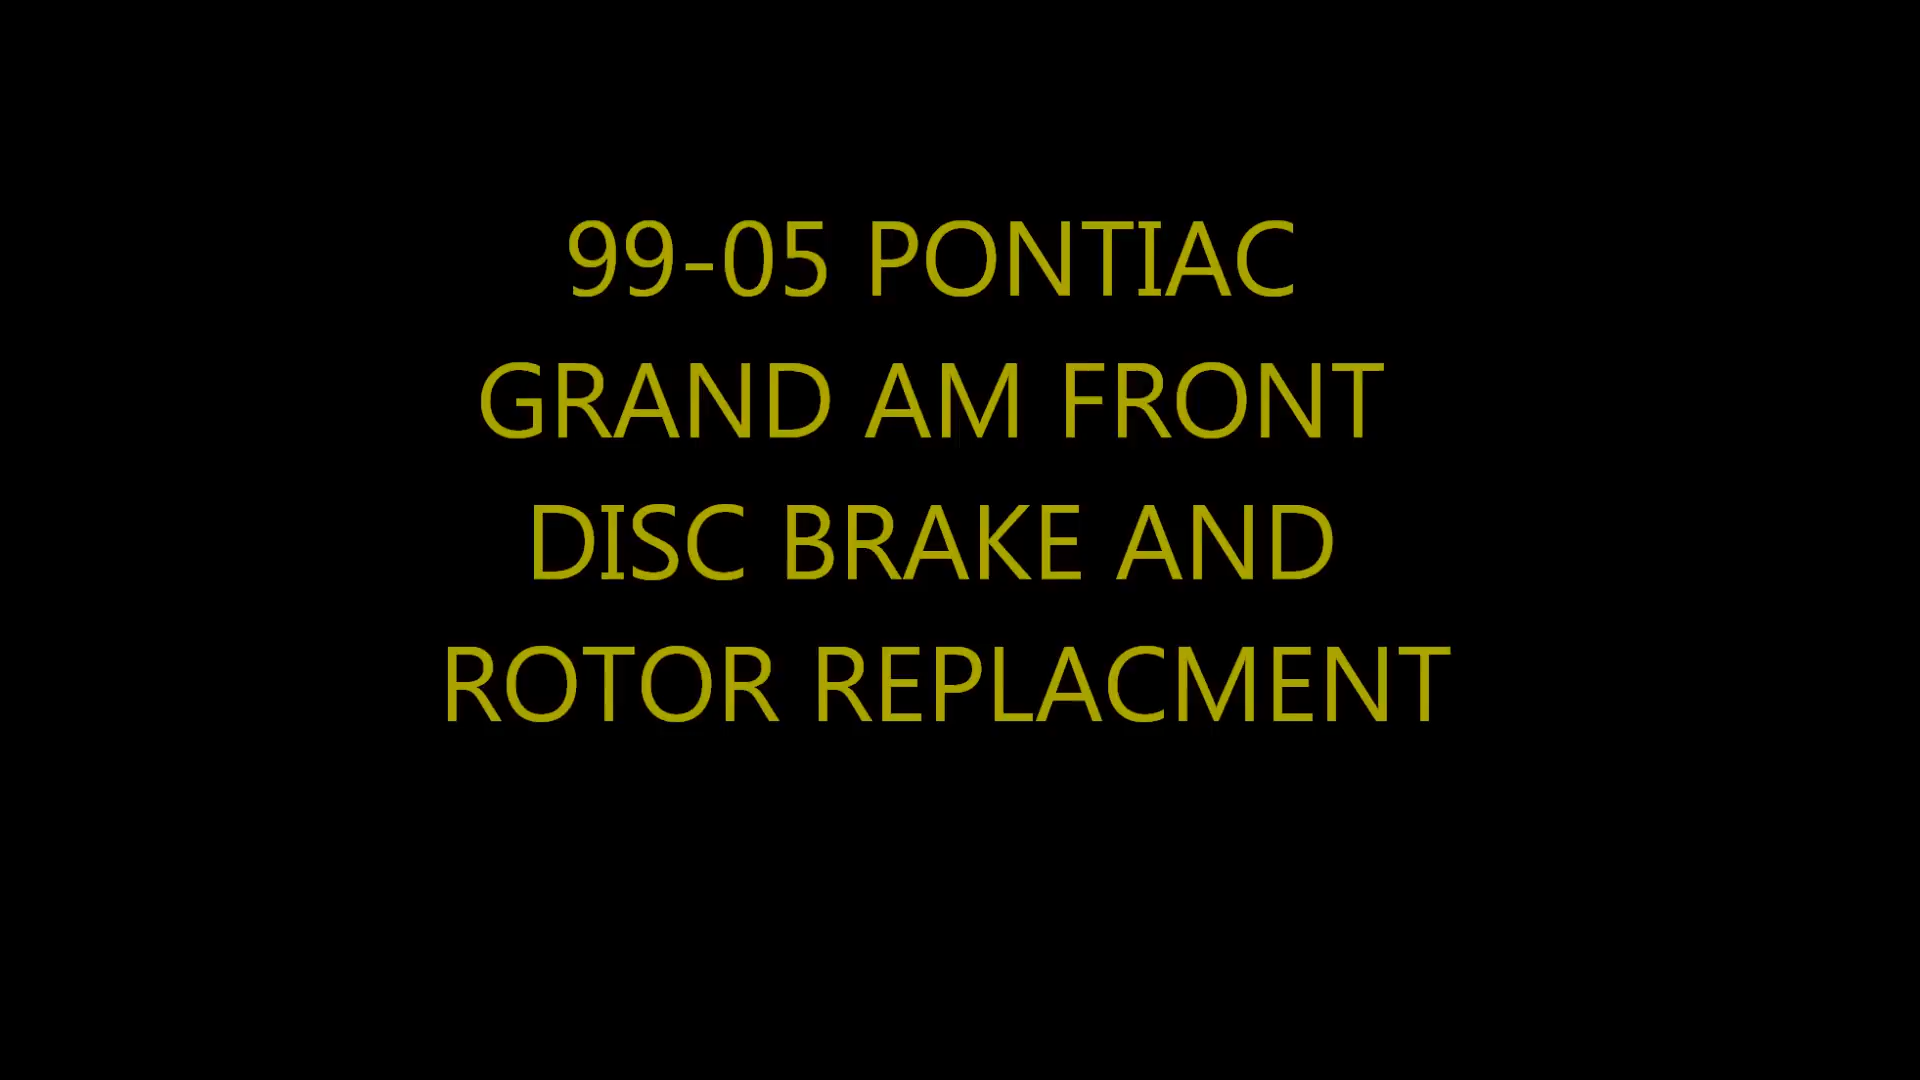 99-05 PONTIAC
GRAND AM FRONT
DISC BRAKE AND
ROTOR REPLACMENT